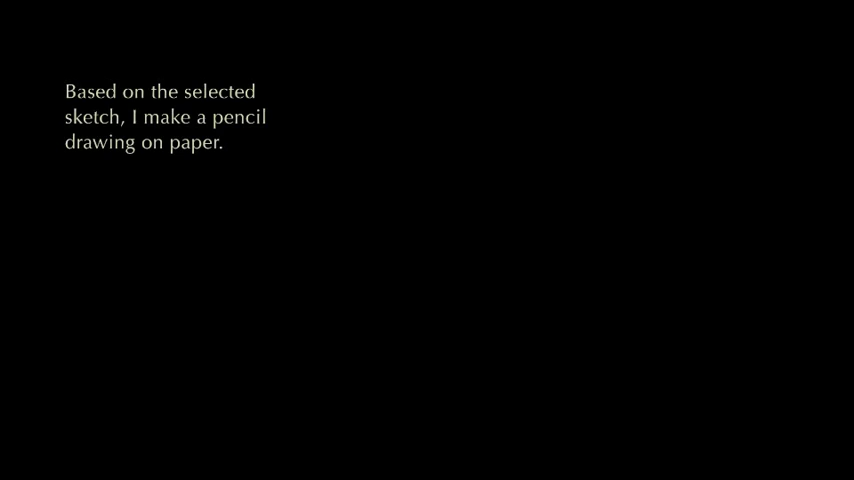 Based on the selected
sketch, I make a pencil
drawing on paper.